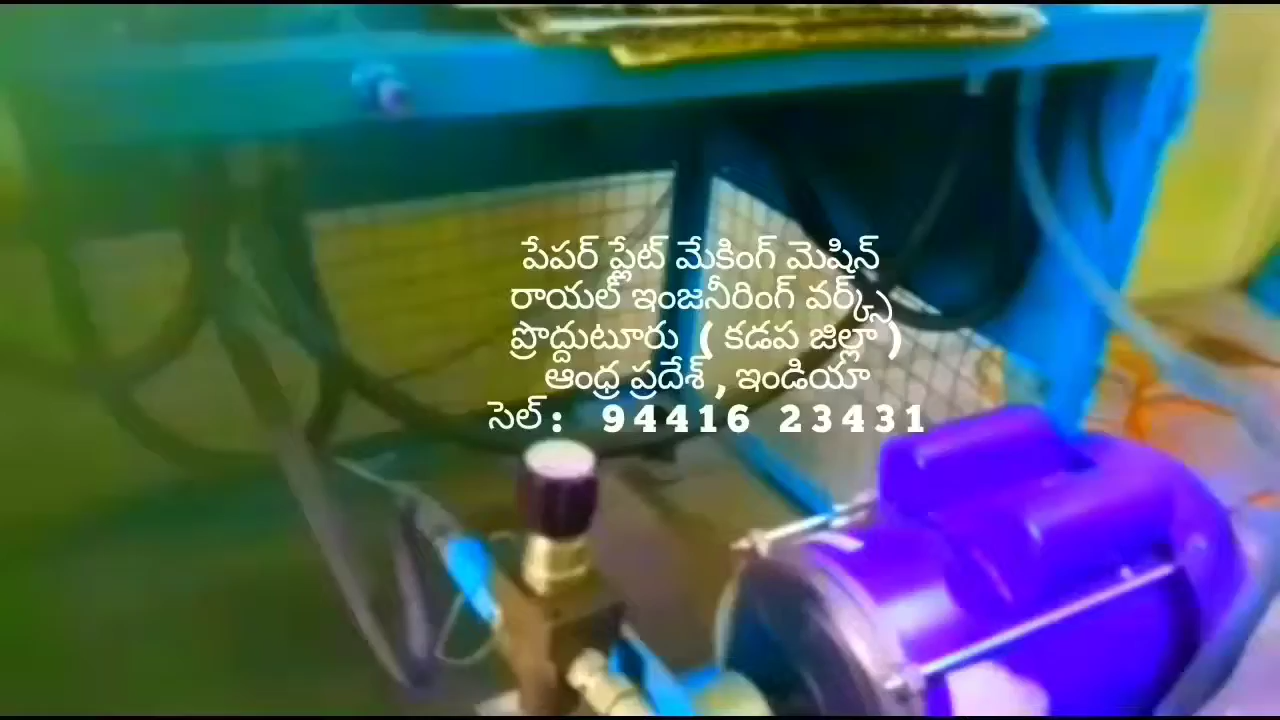 పేపర్ ప్లేట్ మేకింగ్ మెషిన్
రాయల్ ఇంజనీరింగ్ వర్క్స్
ప్రొద్దుటూరు ( కడప జిల్లా )
ఆంధ్ర ప్రదేశ్ , ఇండియా
సెల్ : 94416 23431